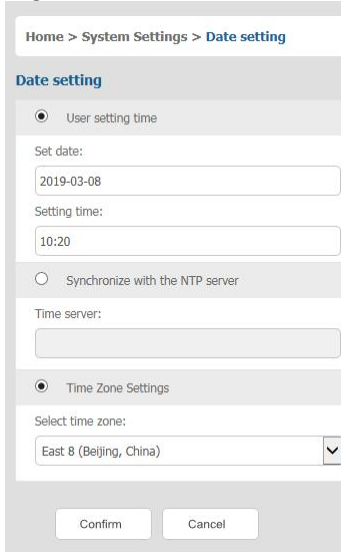 Home > System Settings > Date setting
Date setting
User setting time
Set date:
2019-03-08
Setting time:
10:20
Synchronize with the NTP server
Time server:
Time Zone Settings
Select time zone:
East 8 (Beijing, China)
Confirm Cancel